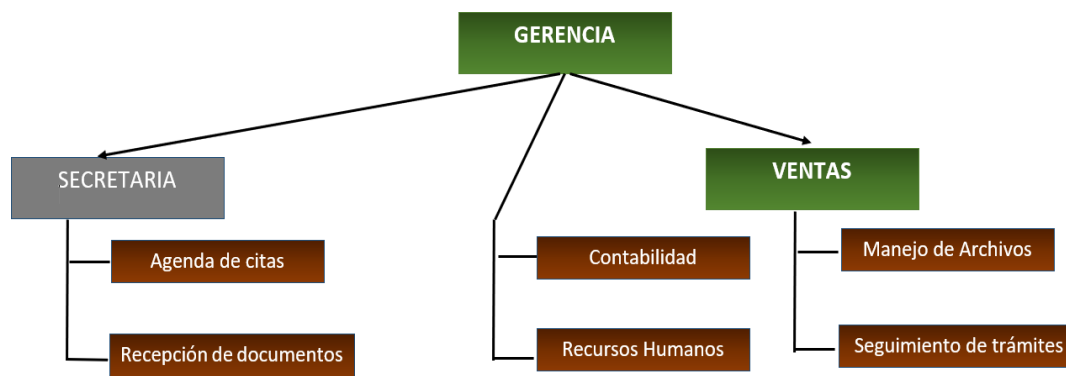 GERENCIA
SECRETARIA
VENTAS
Agenda de citas
Contabilidad
Manejo de Archivos
Recepción de documentos
Recursos Humanos
Seguimiento de trámites